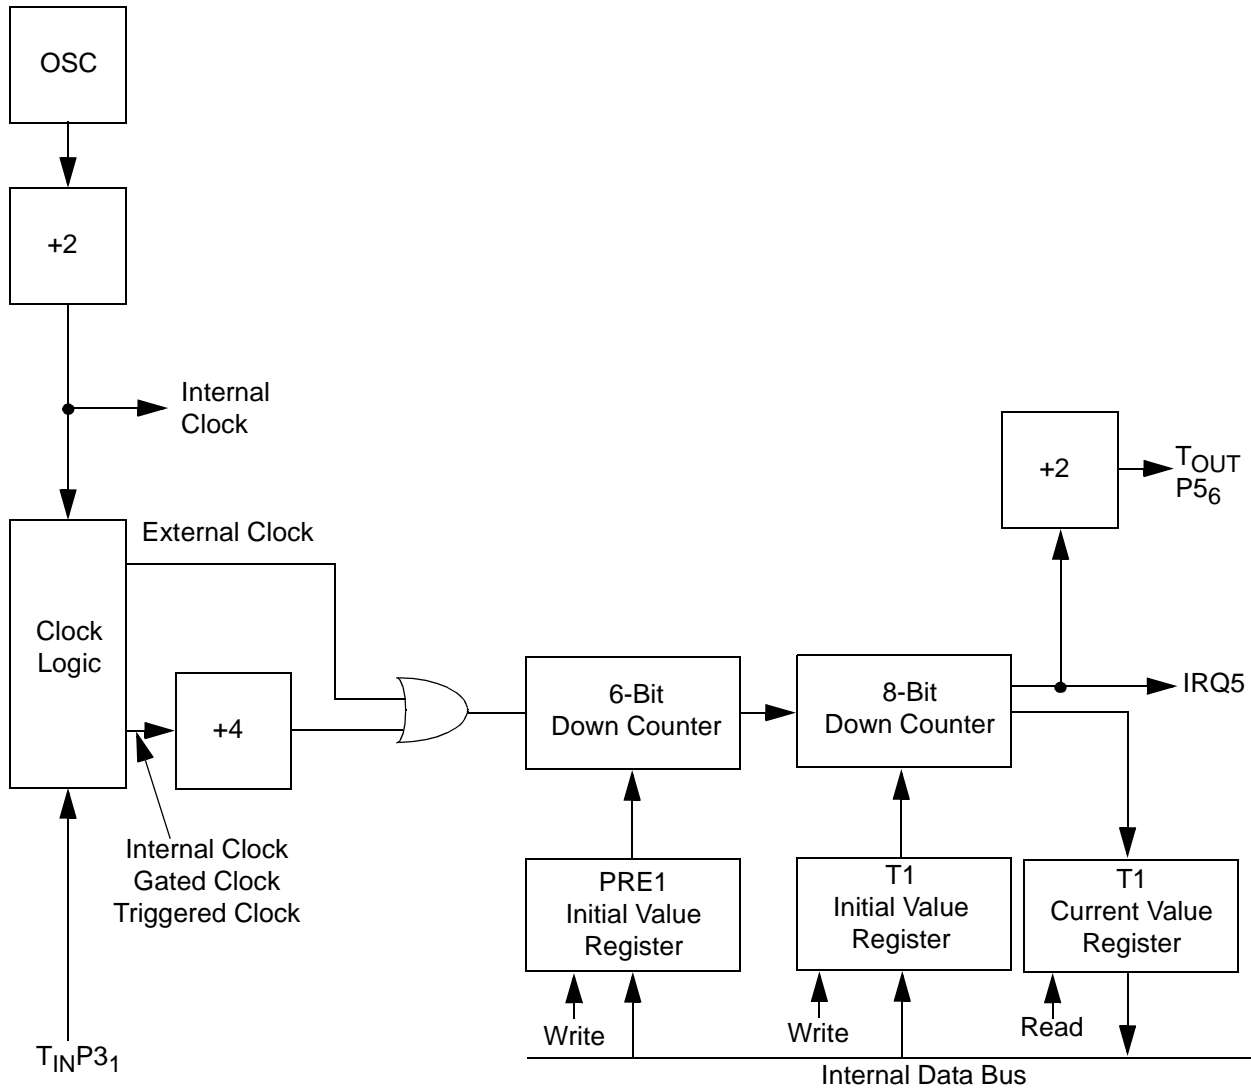 OSC
+2
Internal
Clock
+2
TOUT
P56
External Clock
Clock
Logic
+4
6-Bit
Down Counter
8-Bit
Down Counter
IRQ5
Internal Clock
Gated Clock
Triggered Clock
PRE1
Initial Value
Register
T1
Initial Value
Register
T1
Current Value
Register
Write
Write
Read
TINP31
Internal Data Bus